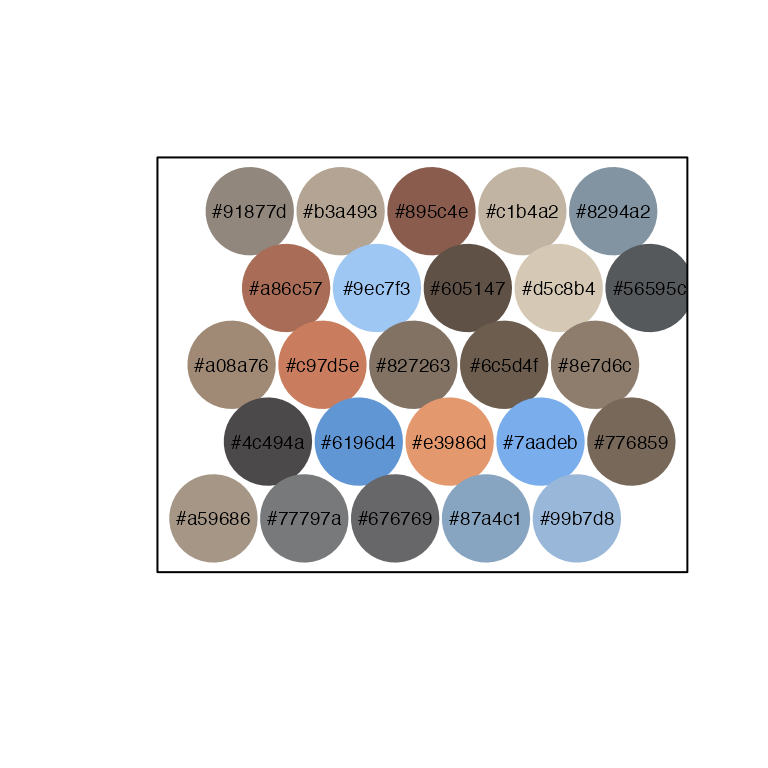 #91877d #b3a493 #895c4e #c1b4a2 #8294a2
#a86c57 #9ec7f3 #605147 #d5c8b4 #56595c
#a08a76 #c97d5e #827263 #6c5d4f #8e7d6c
#4c494a #6196d4 #e3986d #7aadeb #776859
#a59686 #77797a #676769 #87a4c1 #99b7d8